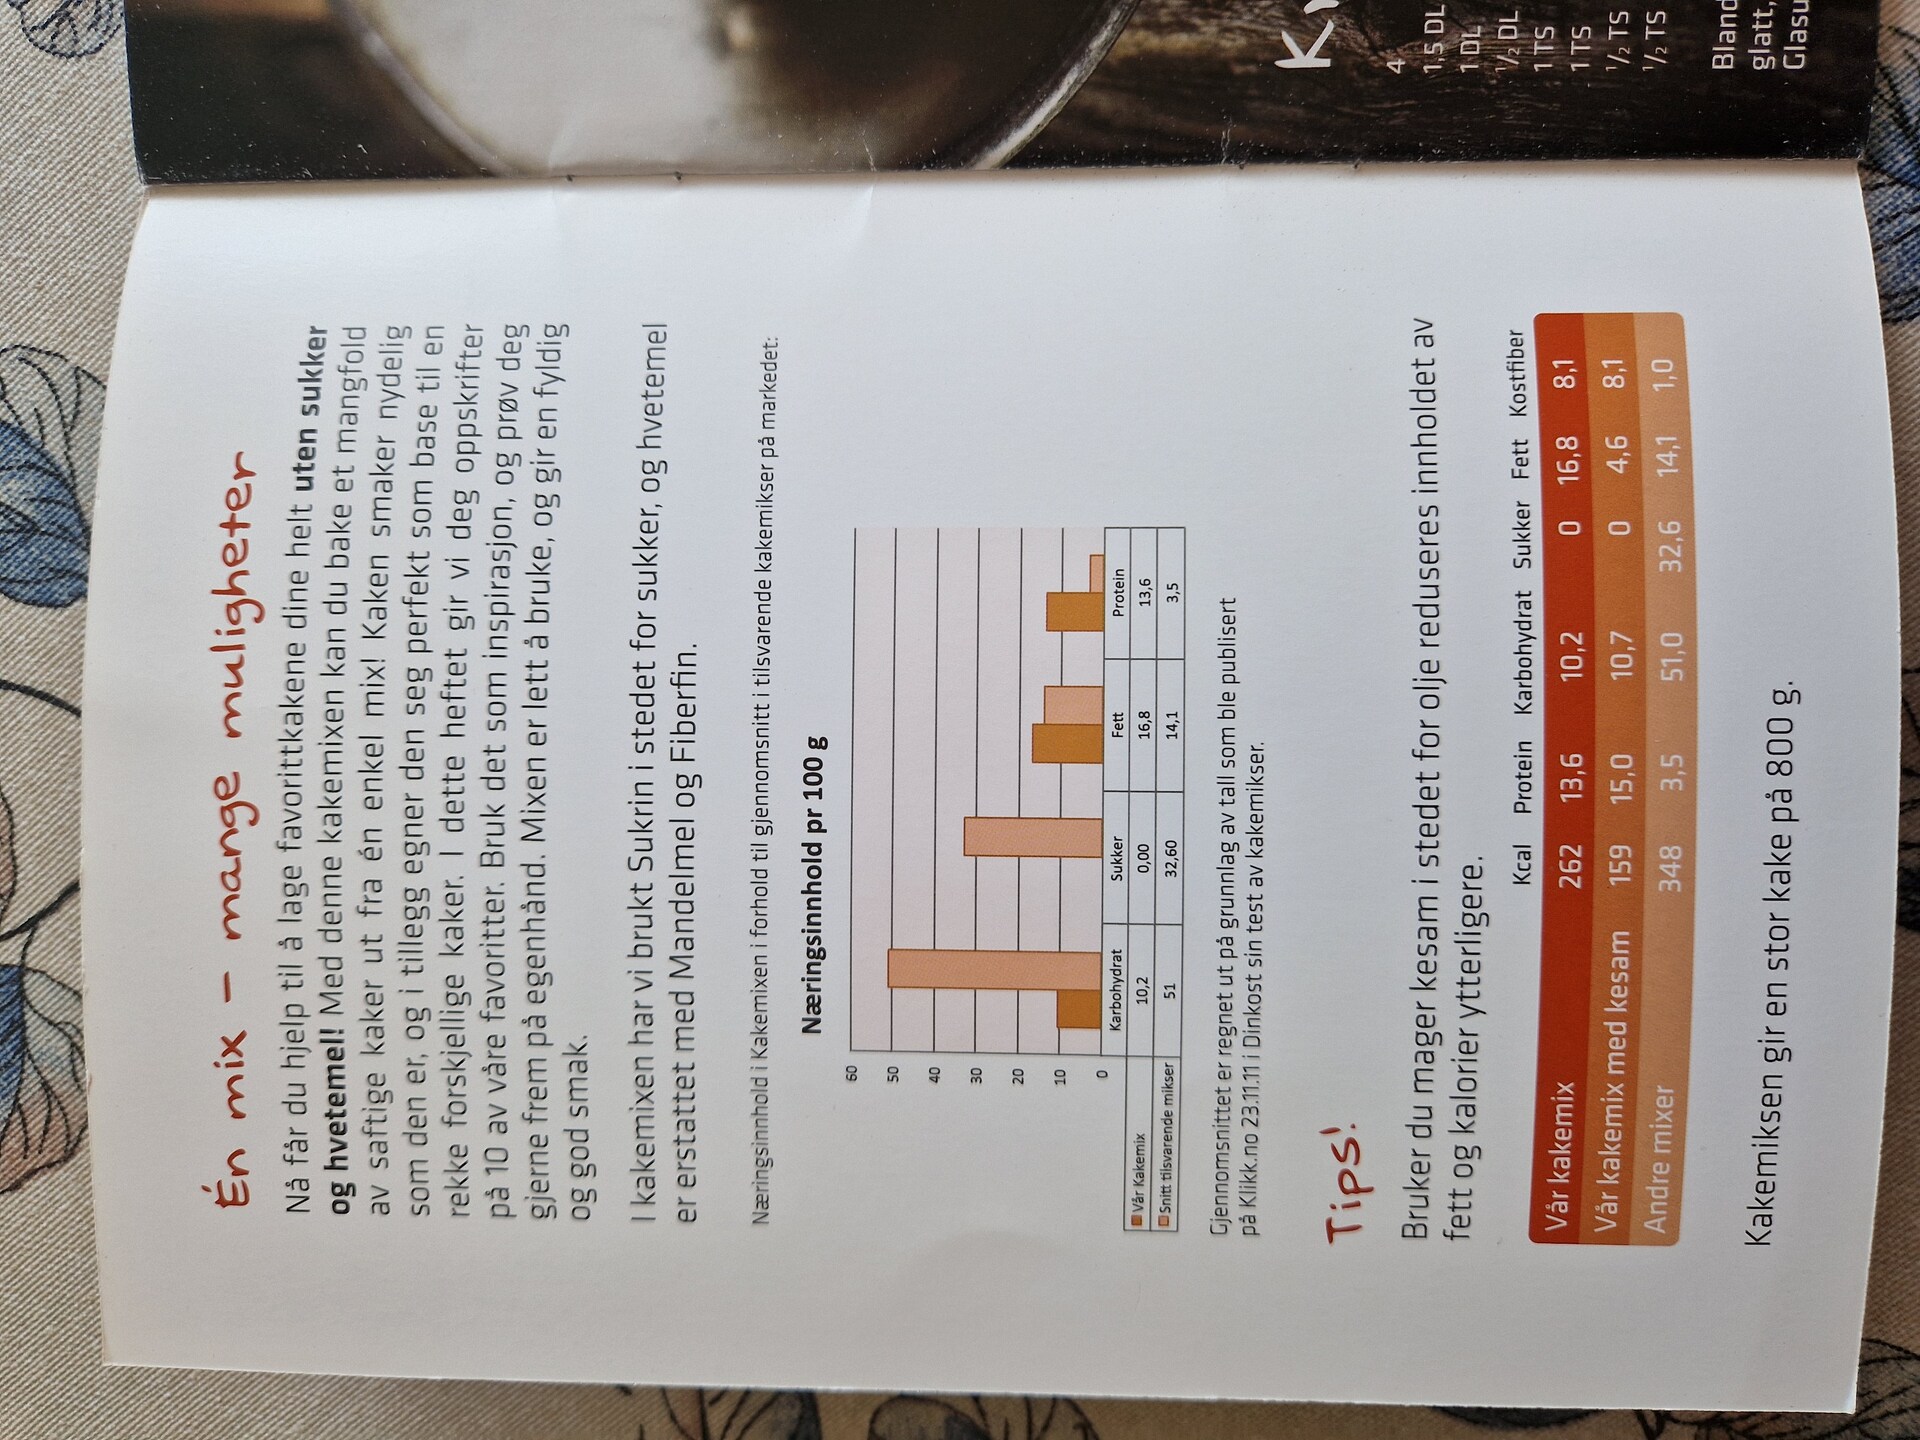 Én mix – mange muligheter
Nå får du hjelp til å lage favorittkakene dine helt uten sukker
og hvetemel! Med denne kakemixen kan du bake et mangfold
av saftige kaker ut fra én enkel mix! Kaken smaker nydelig
som den er, og i tillegg egner den seg perfekt som base til en
rekke forskjellige kaker. I dette heftet gir vi deg oppskrifter
på 10 av våre favoritter. Bruk det som inspirasjon, og prøv deg
gjerne frem på egenhånd. Mixen er lett å bruke, og gir en fyldig
og god smak.
I kakemixen har vi brukt Sukrin i stedet for sukker, og hvetemel
er erstattet med Mandelmel og Fiberfin.
Næringsinnhold i Kakemixen i forhold til gjennomsnitt i tilsvarende kakemikser på markedet:
Næringsinnhold pr 100 g
60
50
40
30
20
10
0
Karbohydrat Sukker Fett Protein
Vår Kakemix 10,2 0,00 16,8 13,6
Snitt tilsvarende mikser 51 32,60 14,1 3,5
Gjennomsnittet er regnet ut på grunnlag av tall som ble publisert
på Klikk.no 23.11.11 i Dinkost sin test av kakemikser.
Tips!
Bruker du mager kesam i stedet for olje reduseres innholdet av
fett og kalorier ytterligere.
Kcal Protein Karbohydrat Sukker Fett Kostfiber
Vår kakemix 262 13,6 10,2 0 16,8 8,1
Vår kakemix med kesam 159 15,0 10,7 0 4,6 8,1
Andre mixer 348 3,5 51,0 32,6 14,1 1,0
Kakemiksen gir en stor kake på 800 g.
4
1,5 DL
1 DL
1/2 DL
1 TS
1 TS
1/2 TS
1/2 TS
glatt,